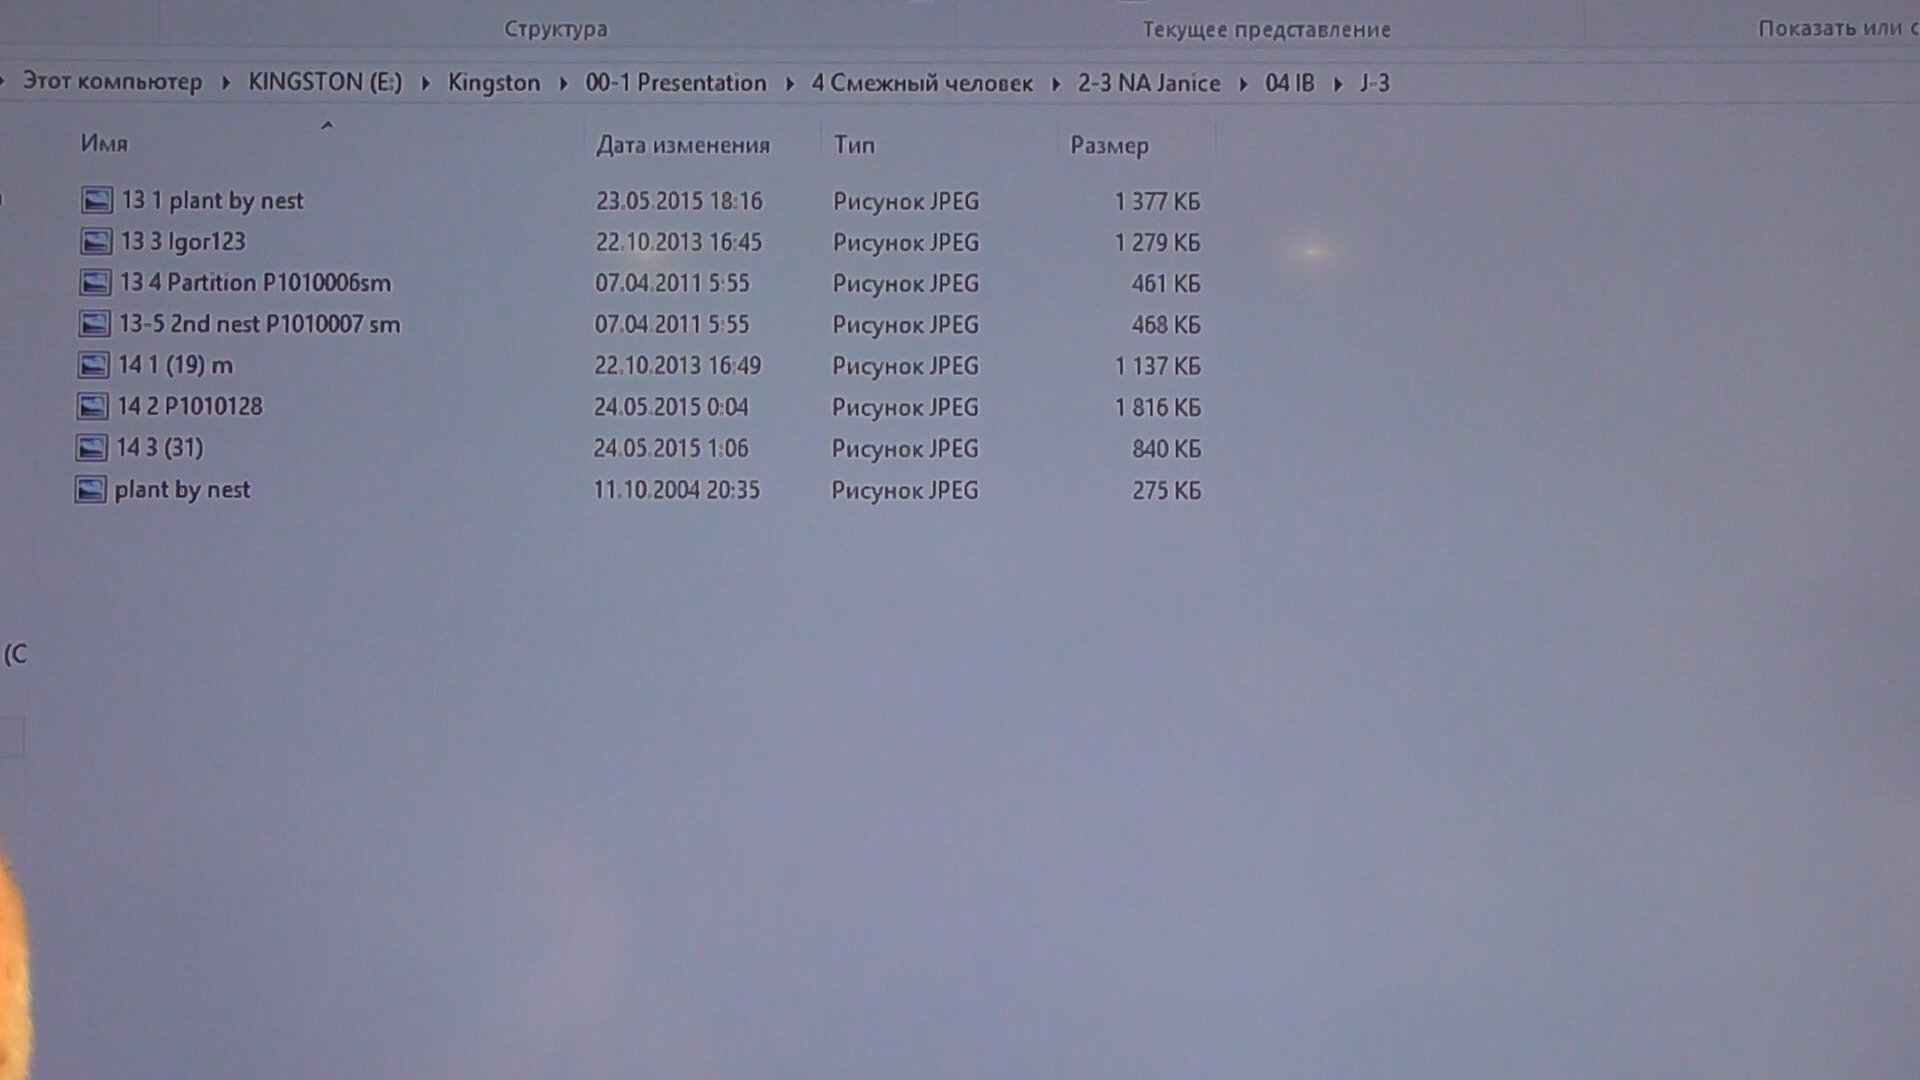 Структура Текущее представление Показать или с
Этот компьютер KINGSTON (E:) Kingston 00-1 Presentation 4 Смежный человек 2-3 NA Janice 04 IB J-3
Имя Дата изменения Тип Размер
13 1 plant by nest 23.05.2015 18:16 Рисунок JPEG 1 377 КБ
13 3 Igor123 22.10.2013 16:45 Рисунок JPEG 1 279 КБ
13 4 Partition P1010006sm 07.04.2011 5:55 Рисунок JPEG 461 КБ
13-5 2nd nest P1010007 sm 07.04.2011 5:55 Рисунок JPEG 468 КБ
14 1 (19) m 22.10.2013 16:49 Рисунок JPEG 1 137 КБ
14 2 P1010128 24.05.2015 0:04 Рисунок JPEG 1 816 КБ
14 3 (31) 24.05.2015 1:06 Рисунок JPEG 840 КБ
plant by nest 11.10.2004 20:35 Рисунок JPEG 275 КБ
(C